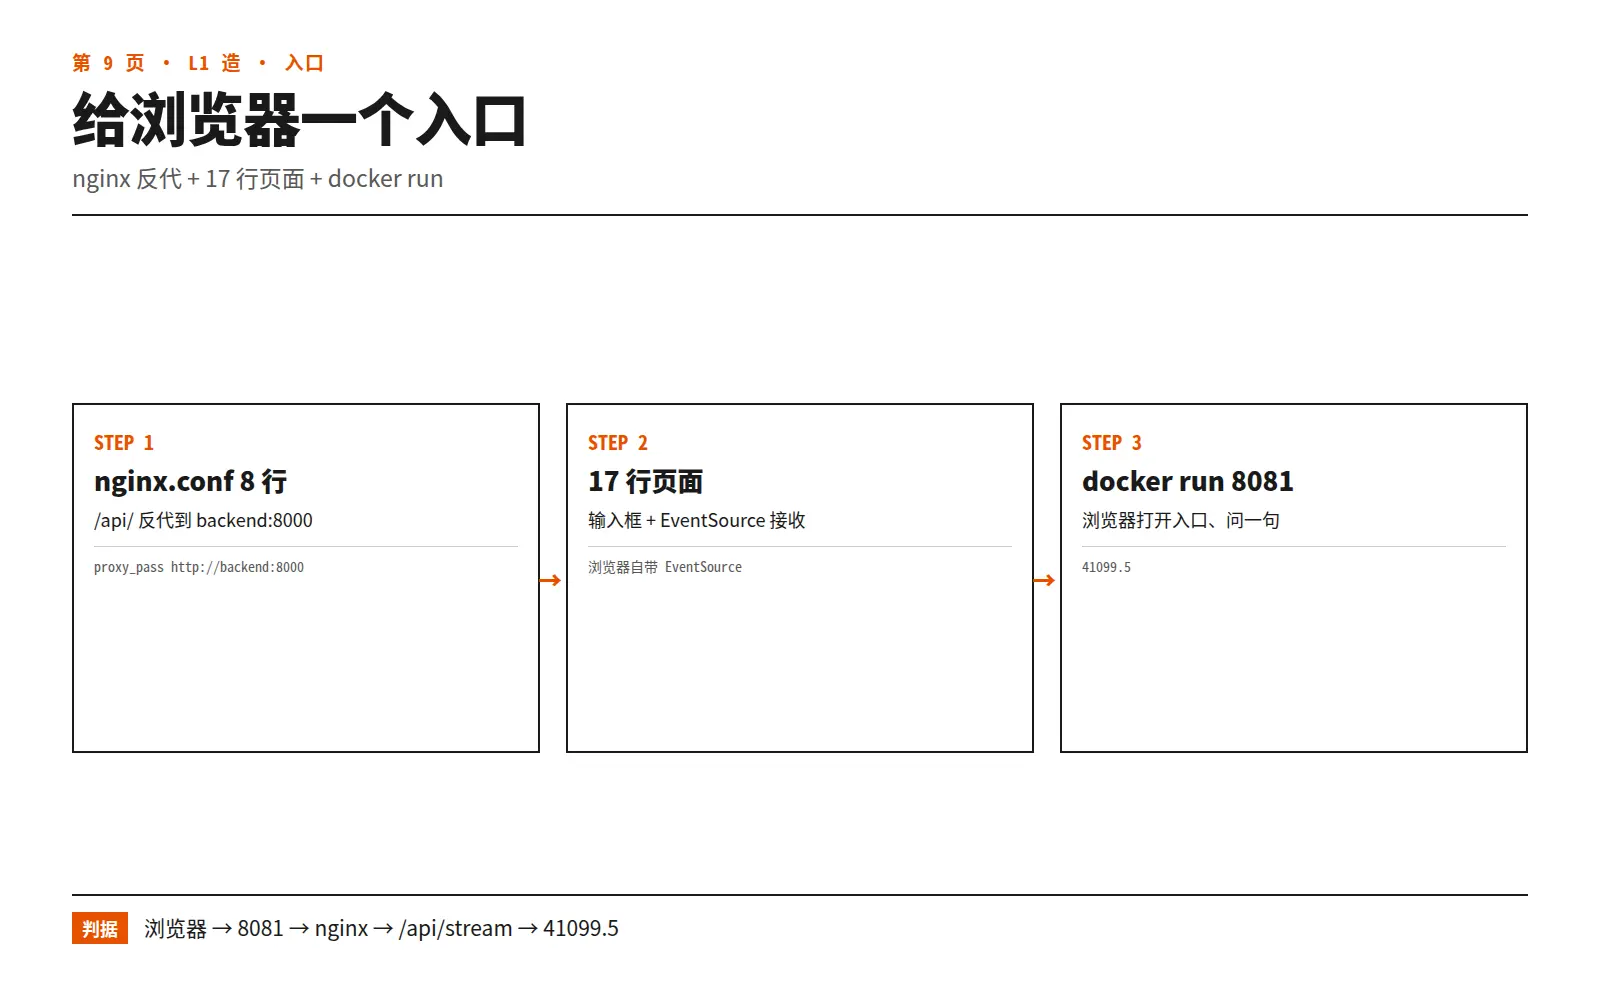 第 9 页 · L1 造 · 入口
给浏览器一个入口
nginx 反代 + 17 行页面 + docker run
STEP 1
nginx.conf 8 行
/api/ 反代到 backend:8000
proxy_pass http://backend:8000
→
STEP 2
17 行页面
输入框 + EventSource 接收
浏览器自带 EventSource
→
STEP 3
docker run 8081
浏览器打开入口、问一句
41099.5
判据 浏览器 → 8081 → nginx → /api/stream → 41099.5